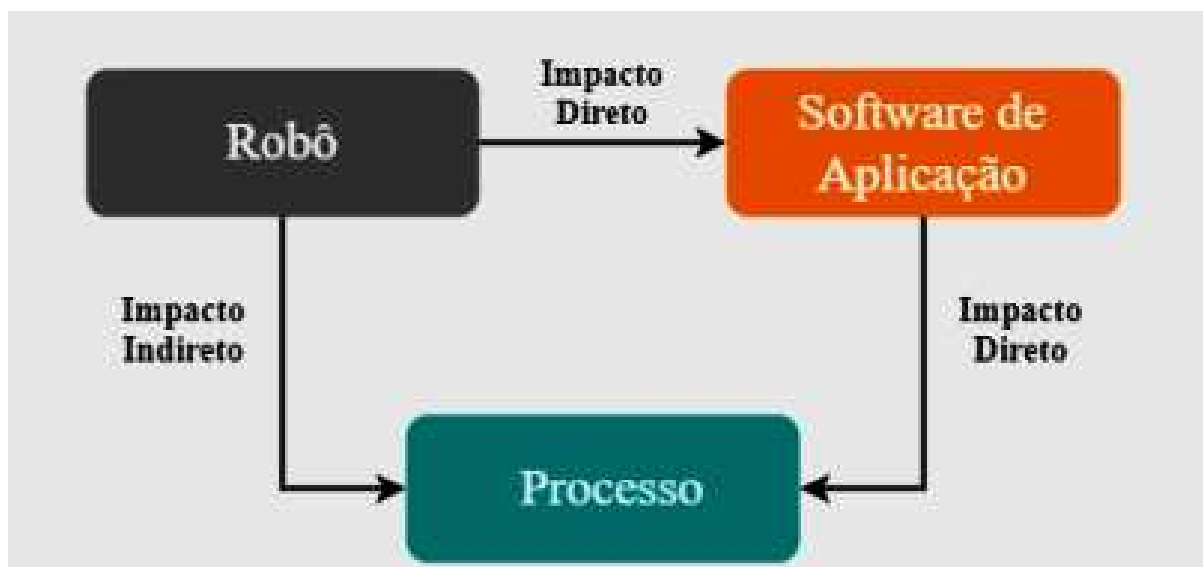 Impacto
Direto
Robô
Software de
Aplicação
Impacto
Indireto
Impacto
Direto
Processo